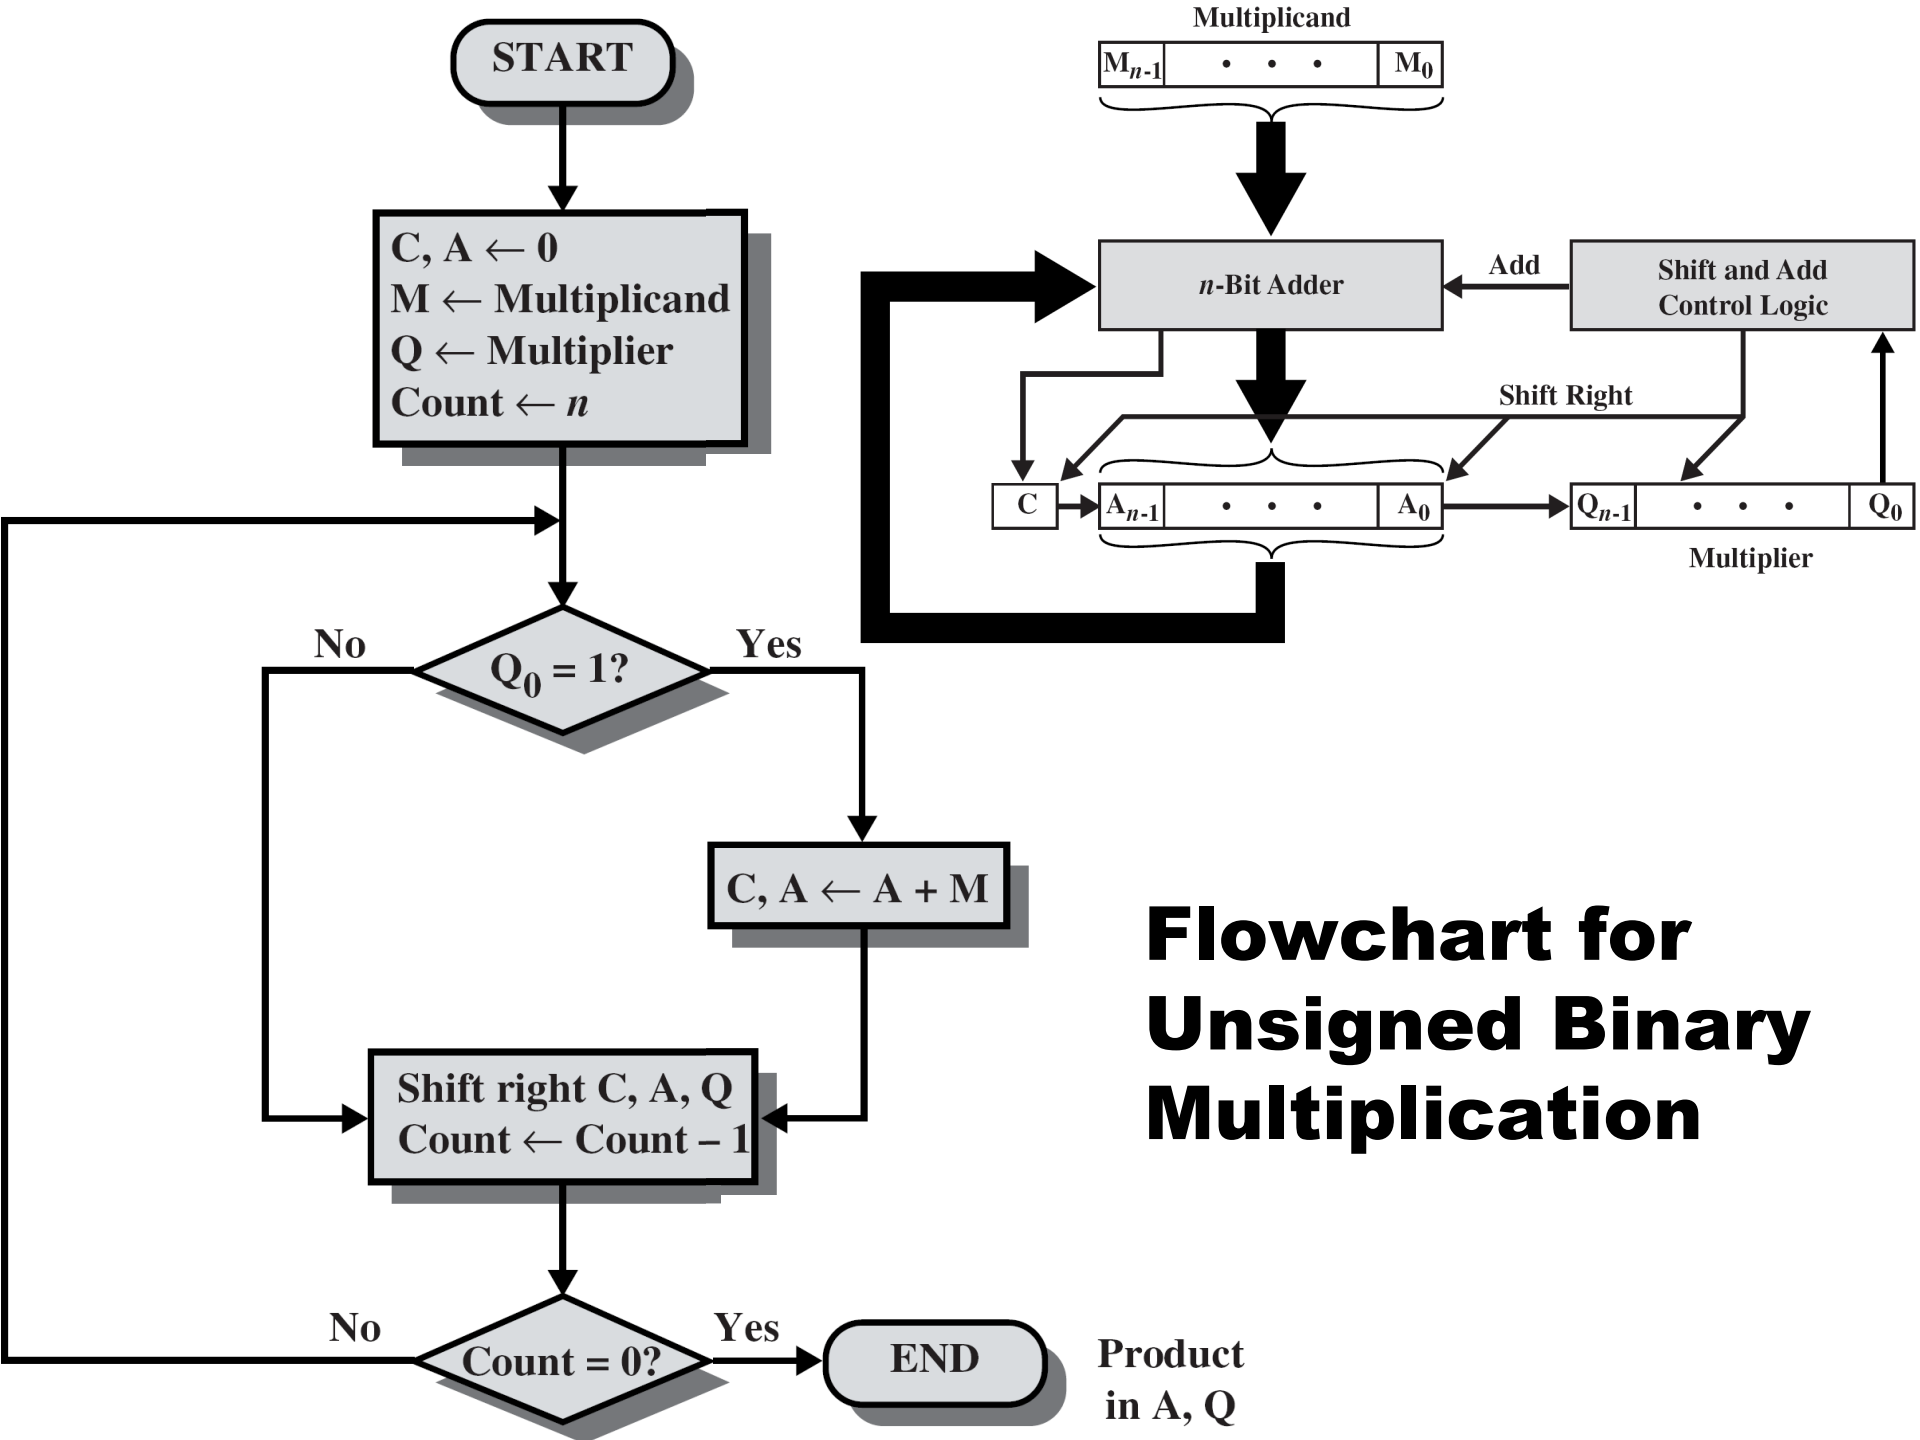 START
C, A ← 0
M ← Multiplicand
Q ← Multiplier
Count ← n
No
Q0 = 1?
Yes
C, A ← A + M
Shift right C, A, Q
Count ← Count – 1
No
Count = 0?
Yes
END
Product
in A, Q
Multiplicand
Mn-1 • • • M0
n-Bit Adder
Add
Shift and Add
Control Logic
Shift Right
C
An-1 • • • A0
Qn-1 • • • Q0
Multiplier
Flowchart for
Unsigned Binary
Multiplication